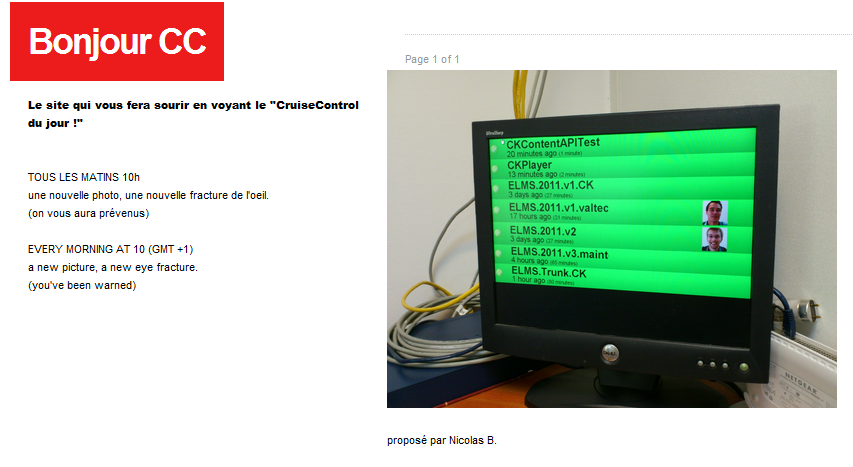 Bonjour CC
Le site qui vous fera sourir en voyant le "CruiseControl
du jour !"
TOUS LES MATINS 10h
une nouvelle photo, une nouvelle fracture de l'oeil.
(on vous aura prévenus)
EVERY MORNING AT 10 (GMT +1)
a new picture, a new eye fracture.
(you've been warned)
Page 1 of 1
CKContentAPITest
20 minutes ago (1 minute)
CKPlayer
13 minutes ago (2 minutes)
ELMS.2011.v1.CK
3 days ago (27 minutes)
ELMS.2011.v1.valtec
17 hours ago (31 minutes)
ELMS.2011.v2
3 days ago (27 minutes)
ELMS.2011.v3.maint
4 hours ago (65 minutes)
ELMS.Trunk.CK
1 hour ago (60 minutes)
DELL
NETGEAR
proposé par Nicolas B.